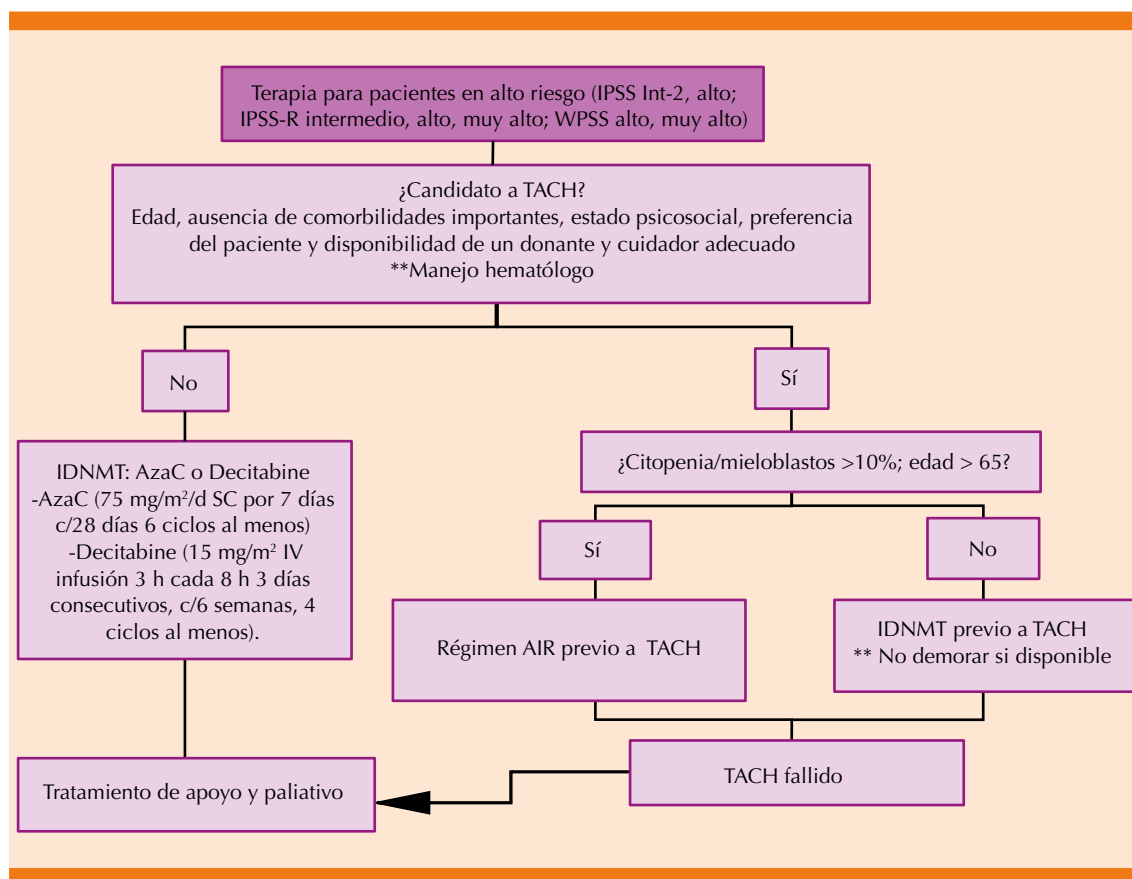 Terapia para pacientes en alto riesgo (IPSS Int-2, alto;
IPSS-R intermedio, alto, muy alto; WPSS alto, muy alto)
¿Candidato a TACH?
Edad, ausencia de comorbilidades importantes, estado psicosocial, preferencia
del paciente y disponibilidad de un donante y cuidador adecuado
**Manejo hematólogo
No
Sí
IDNMT: AzaC o Decitabine
-AzaC (75 mg/m²/d SC por 7 días
c/28 días 6 ciclos al menos)
-Decitabine (15 mg/m² IV
infusión 3 h cada 8 h 3 días
consecutivos, c/6 semanas, 4
ciclos al menos).
¿Citopenia/mieloblastos >10%; edad > 65?
Sí
No
Régimen AIR previo a TACH
IDNMT previo a TACH
** No demorar si disponible
TACH fallido
Tratamiento de apoyo y paliativo